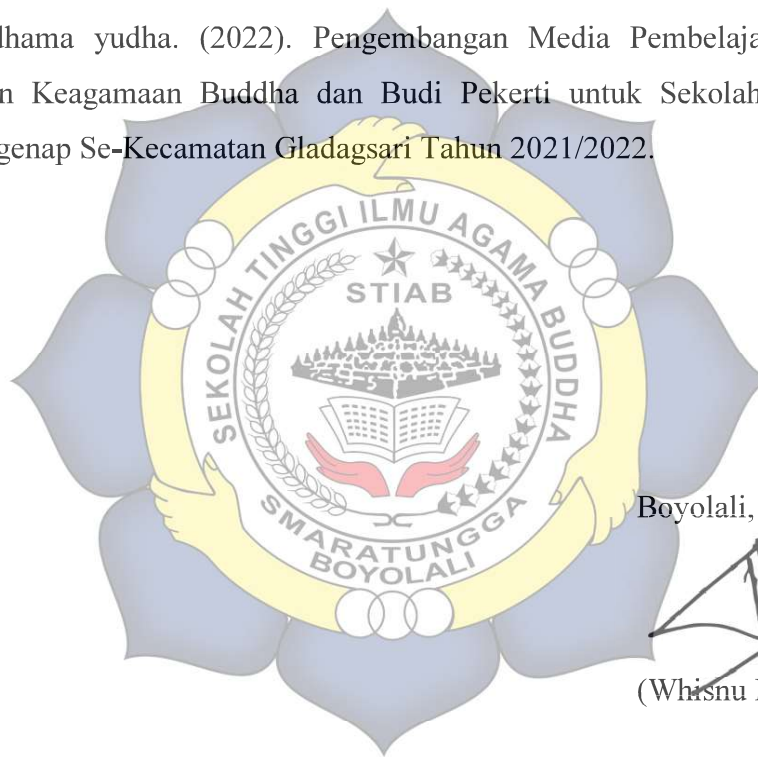 dhama yudha. (2022). Pengembangan Media Pembelaja
n Keagamaan Buddha dan Budi Pekerti untuk Sekolah
genap Se-Kecamatan Gladagsari Tahun 2021/2022.
SEKOLAH TINGGI ILMU AGAMA BUDDHA
STIAB
SMARATUNGGA
BOYOLALI
Boyolali,
(Whisnu